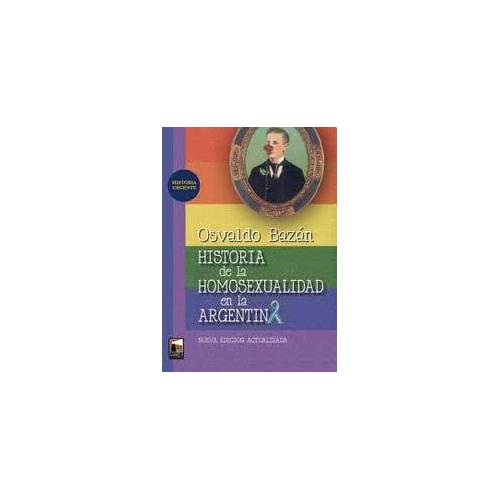 HISTORIA
URGENTE
Osvaldo Bazán
HISTORIA
de la
HOMOSEXUALIDAD
en la
ARGENTINA
NUEVA EDICIÓN ACTUALIZADA